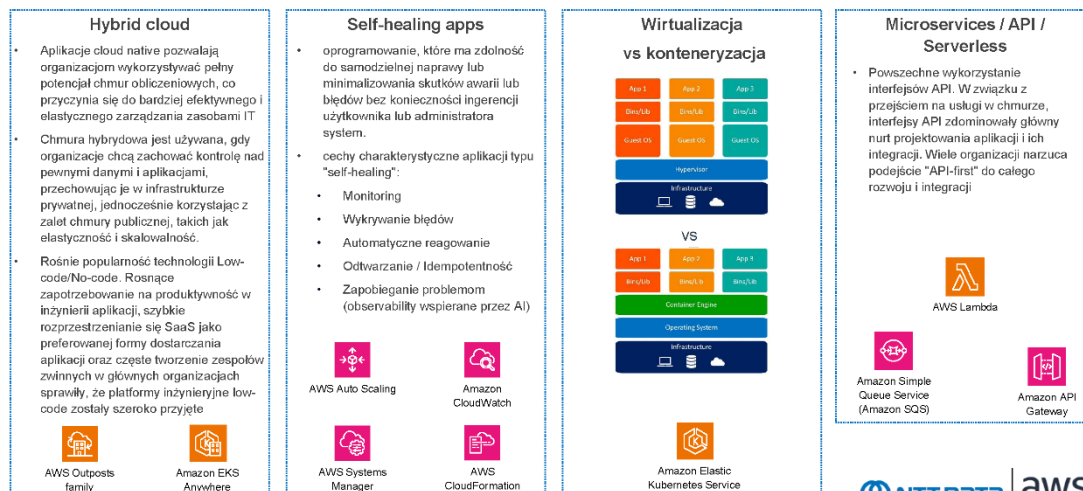 Hybrid cloud
• Aplikacje cloud native pozwalają
organizacjom wykorzystywać pełny
potencjał chmur obliczeniowych, co
przyczynia się do bardziej efektywnego i
elastycznego zarządzania zasobami IT
• Chmura hybrydowa jest używana, gdy
organizacje chcą zachować kontrolę nad
pewnymi danymi i aplikacjami,
przechowując je w infrastrukturze
prywatnej, jednocześnie korzystając z
zalet chmury publicznej, takich jak
elastyczność i skalowalność.
• Rośnie popularność technologii Low-
code/No-code. Rosnące
zapotrzebowanie na produktywność w
inżynierii aplikacji, szybkie
rozprzestrzenianie się SaaS jako
preferowanej formy dostarczania
aplikacji oraz częste tworzenie zespołów
zwinnych w głównych organizacjach
sprawiły, że platformy inżynieryjne low-
code zostały szeroko przyjęte
AWS Outposts
family
Amazon EKS
Anywhere
Self-healing apps
• oprogramowanie, które ma zdolność
do samodzielnej naprawy lub
minimalizowania skutków awarii lub
błędów bez konieczności ingerencji
użytkownika lub administratora
system.
• cechy charakterystyczne aplikacji typu
"self-healing":
• Monitoring
• Wykrywanie błędów
• Automatyczne reagowanie
• Odtwarzanie / Idempotentność
• Zapobieganie problemom
(observability wspierane przez AI)
AWS Auto Scaling
Amazon
CloudWatch
AWS Systems
Manager
AWS
CloudFormation
Wirtualizacja
vs konteneryzacja
App 1 App 2 App 3
Bins/Lib Bins/Lib Bins/Lib
Guest OS Guest OS Guest OS
Hypervisor
Infrastructure
VS
App 1 App 2 App 3
Bins/Lib Bins/Lib Bins/Lib
Container Engine
Operating System
Infrastructure
Amazon Elastic
Kubernetes Service
Microservices / API /
Serverless
• Powszechne wykorzystanie
interfejsów API. W związku z
przejściem na usługi w chmurze,
interfejsy API zdominowały główny
nurt projektowania aplikacji i ich
integracji. Wiele organizacji narzuca
podejście "API-first" do całego
rozwoju i integracji
AWS Lambda
Amazon Simple
Queue Service
(Amazon SQS)
Amazon API
Gateway
NTT DATA
aws